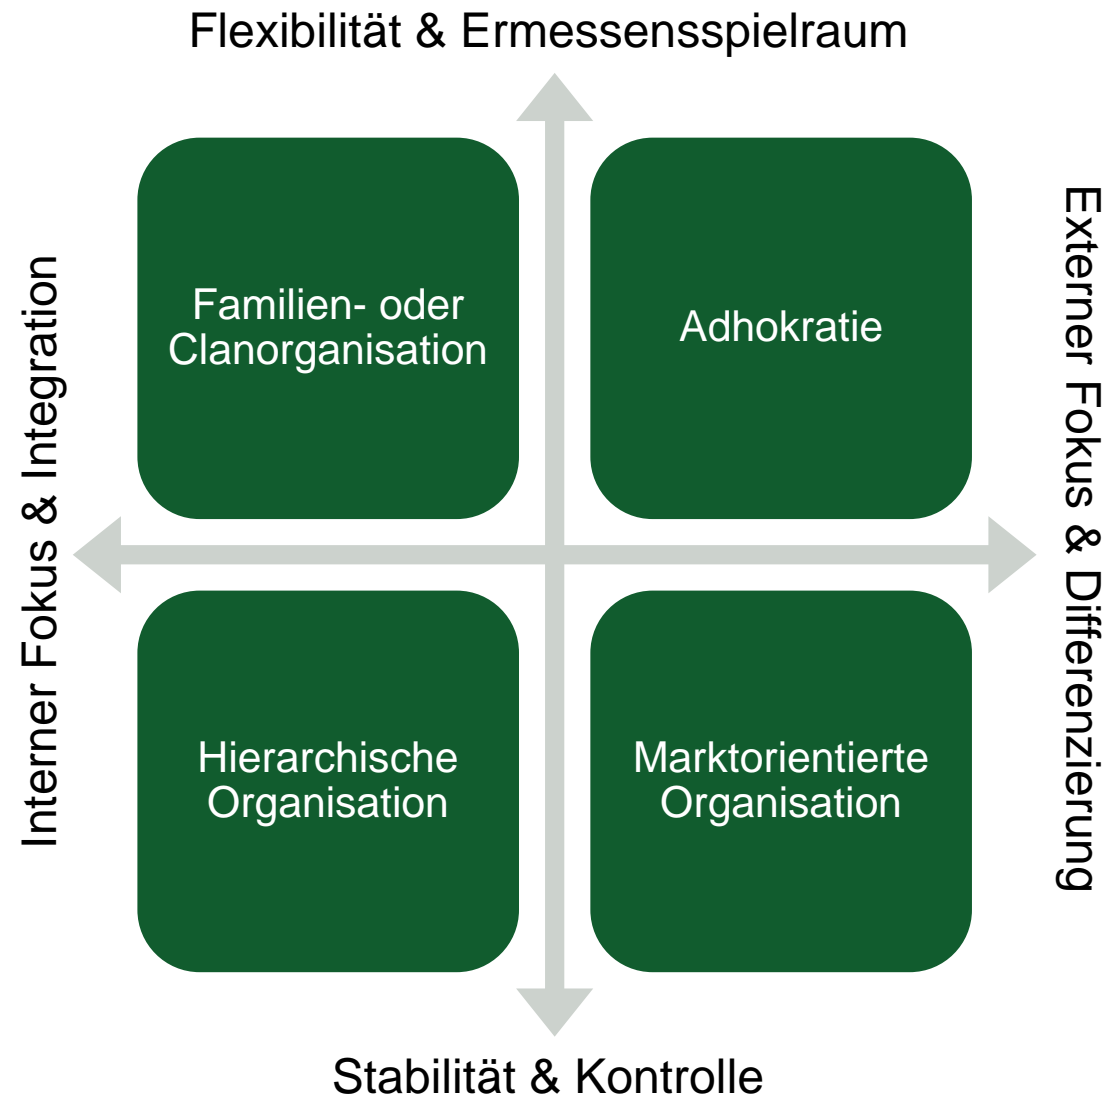 Flexibilität & Ermessensspielraum
Interner Fokus & Integration
Familien- oder
Clanorganisation
Adhokratie
Externer Fokus & Differenzierung
Hierarchische
Organisation
Marktorientierte
Organisation
Stabilität & Kontrolle